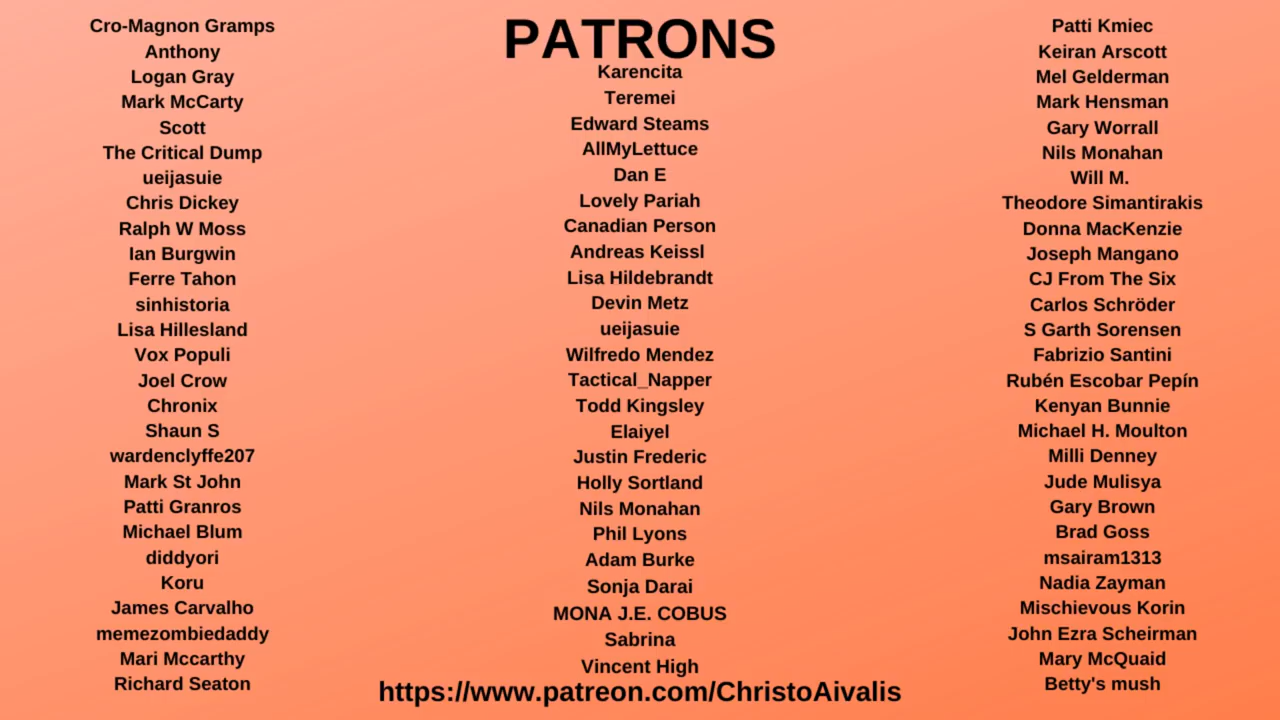 PATRONS
Cro-Magnon Gramps
Anthony
Logan Gray
Mark McCarty
Scott
The Critical Dump
ueijasuie
Chris Dickey
Ralph W Moss
Ian Burgwin
Ferre Tahon
sinhistoria
Lisa Hillesland
Vox Populi
Joel Crow
Chronix
Shaun S
wardenclyffe207
Mark St John
Patti Granros
Michael Blum
diddyori
Koru
James Carvalho
memezombiedaddy
Mari Mccarthy
Richard Seaton
Karencita
Teremei
Edward Steams
AllMyLettuce
Dan E
Lovely Pariah
Canadian Person
Andreas Keissl
Lisa Hildebrandt
Devin Metz
ueijasuie
Wilfredo Mendez
Tactical_Napper
Todd Kingsley
Elaiyel
Justin Frederic
Holly Sortland
Nils Monahan
Phil Lyons
Adam Burke
Sonja Darai
MONA J.E. COBUS
Sabrina
Vincent High
Patti Kmiec
Keiran Arscott
Mel Gelderman
Mark Hensman
Gary Worrall
Nils Monahan
Will M.
Theodore Simantirakis
Donna MacKenzie
Joseph Mangano
CJ From The Six
Carlos Schröder
S Garth Sorensen
Fabrizio Santini
Rubén Escobar Pepín
Kenyan Bunnie
Michael H. Moulton
Milli Denney
Jude Mulisya
Gary Brown
Brad Goss
msairam1313
Nadia Zayman
Mischievous Korin
John Ezra Scheirman
Mary McQuaid
Betty's mush
https://www.patreon.com/ChristoAivalis